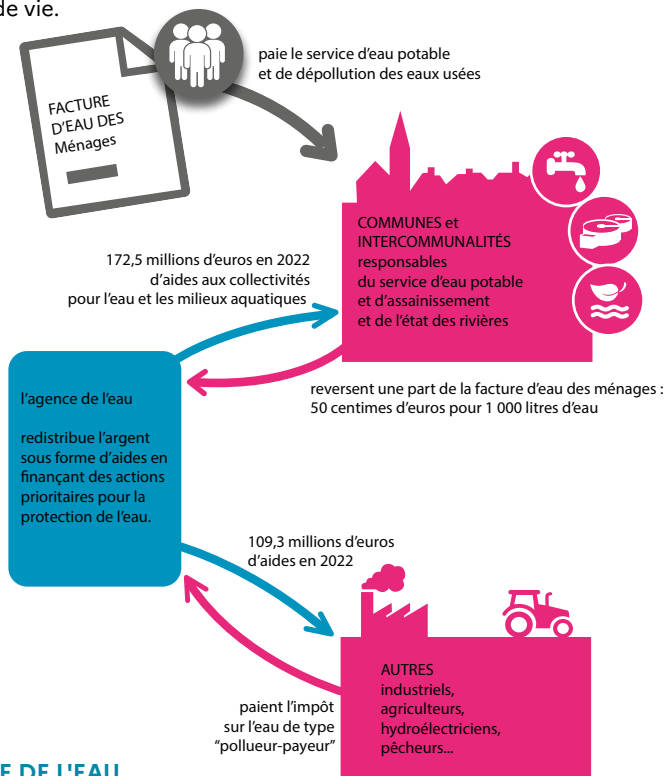 de vie.
paie le service d'eau potable
et de dépollution des eaux usées
FACTURE
D'EAU DES
Ménages
COMMUNES et
INTERCOMMUNALITÉS
responsables
du service d'eau potable
et d'assainissement
et de l'état des rivières
172,5 millions d'euros en 2022
d'aides aux collectivités
pour l'eau et les milieux aquatiques
reversent une part de la facture d'eau des ménages :
50 centimes d'euros pour 1 000 litres d'eau
l'agence de l'eau
redistribue l'argent
sous forme d'aides en
finançant des actions
prioritaires pour la
protection de l'eau.
109,3 millions d'euros
d'aides en 2022
paient l'impôt
sur l'eau de type
"pollueur-payeur"
AUTRES
industriels,
agriculteurs,
hydroélectriciens,
pêcheurs...
E DE L'EAU